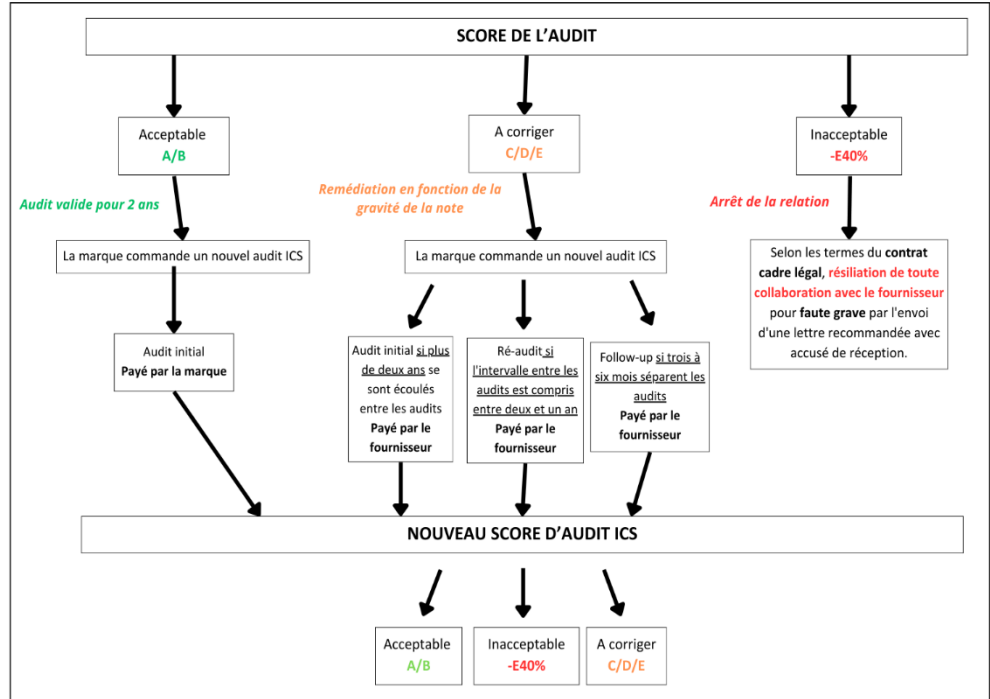 SCORE DE L'AUDIT
Acceptable
A/B
A corriger
C/D/E
Inacceptable
-E40%
Audit valide pour 2 ans
Remédiation en fonction de la
gravité de la note
Arrêt de la relation
La marque commande un nouvel audit ICS
La marque commande un nouvel audit ICS
Selon les termes du contrat
cadre légal, résiliation de toute
collaboration avec le fournisseur
pour faute grave par l'envoi
d'une lettre recommandée avec
accusé de réception.
Audit initial
Payé par la marque
Audit initial si plus
de deux ans se
sont écoulés
entre les audits
Payé par le
fournisseur
Ré-audit si
l'intervalle entre les
audits est compris
entre deux et un an
Payé par le
fournisseur
Follow-up si trois à
six mois séparent les
audits
Payé par le
fournisseur
NOUVEAU SCORE D'AUDIT ICS
Acceptable
A/B
Inacceptable
-E40%
A corriger
C/D/E